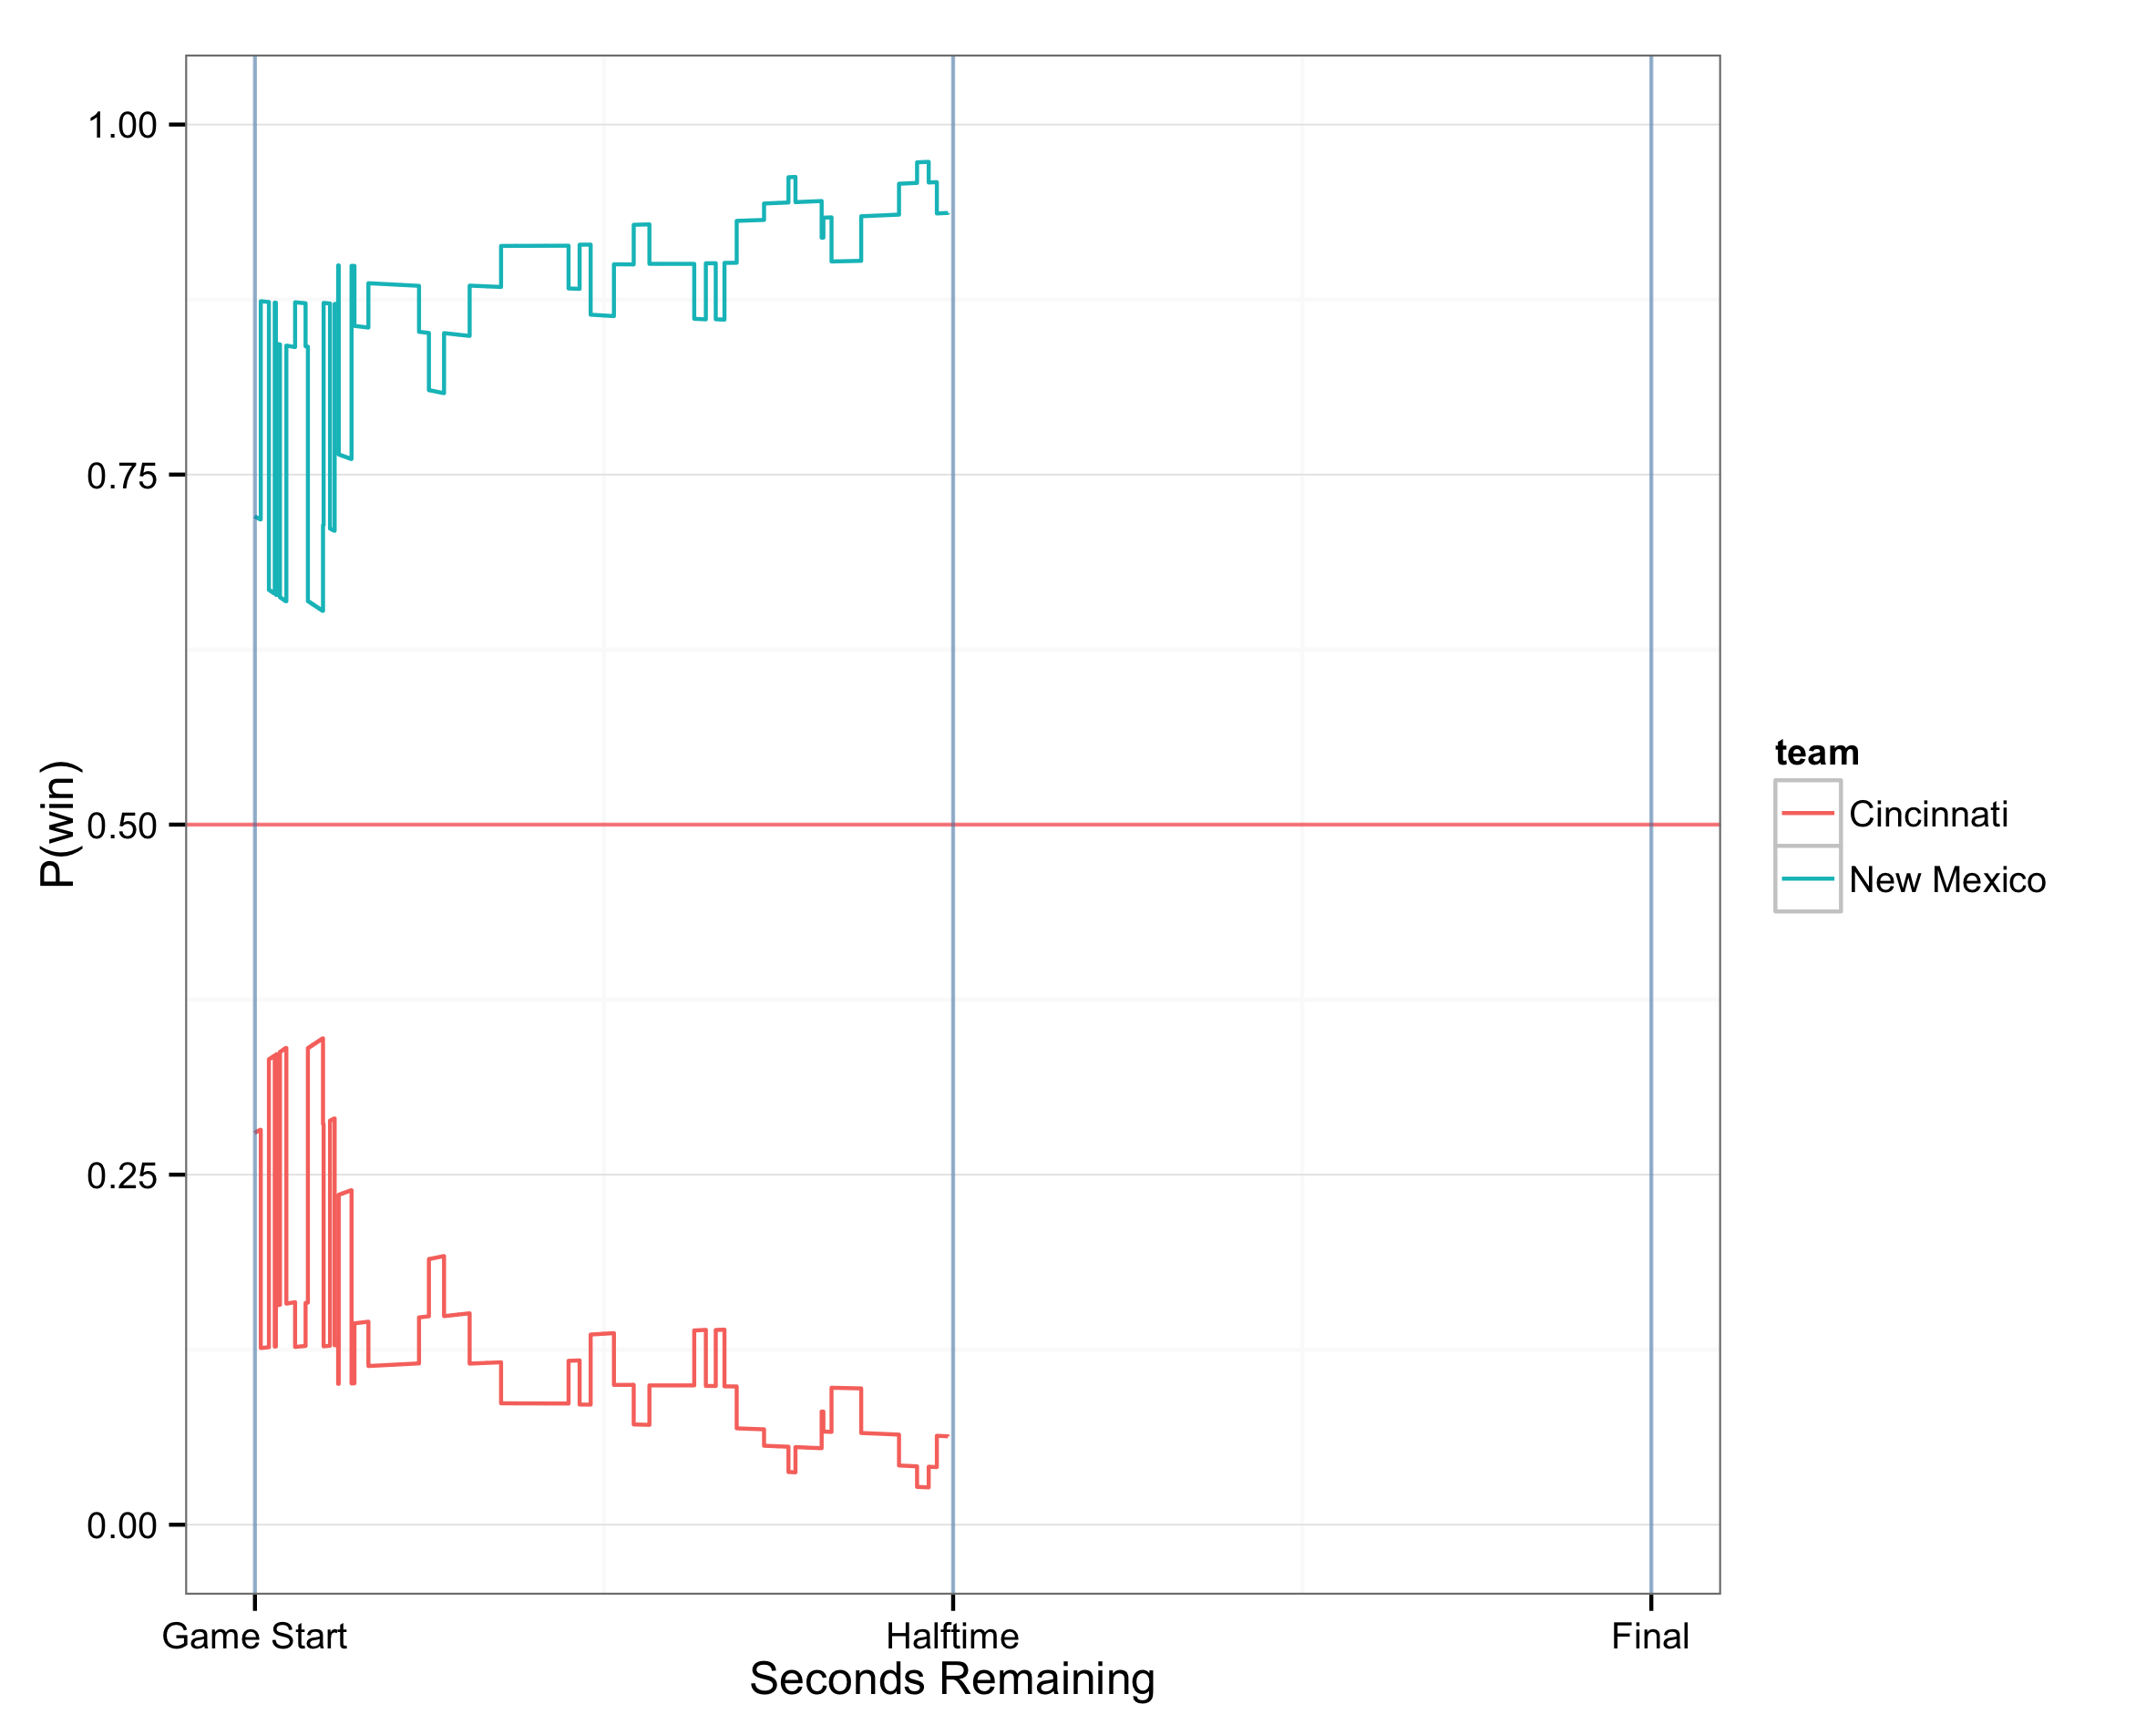 1.00
0.75
0.50
0.25
0.00
P(win)
Game Start
Halftime
Final
Seconds Remaining
team
Cincinnati
New Mexico